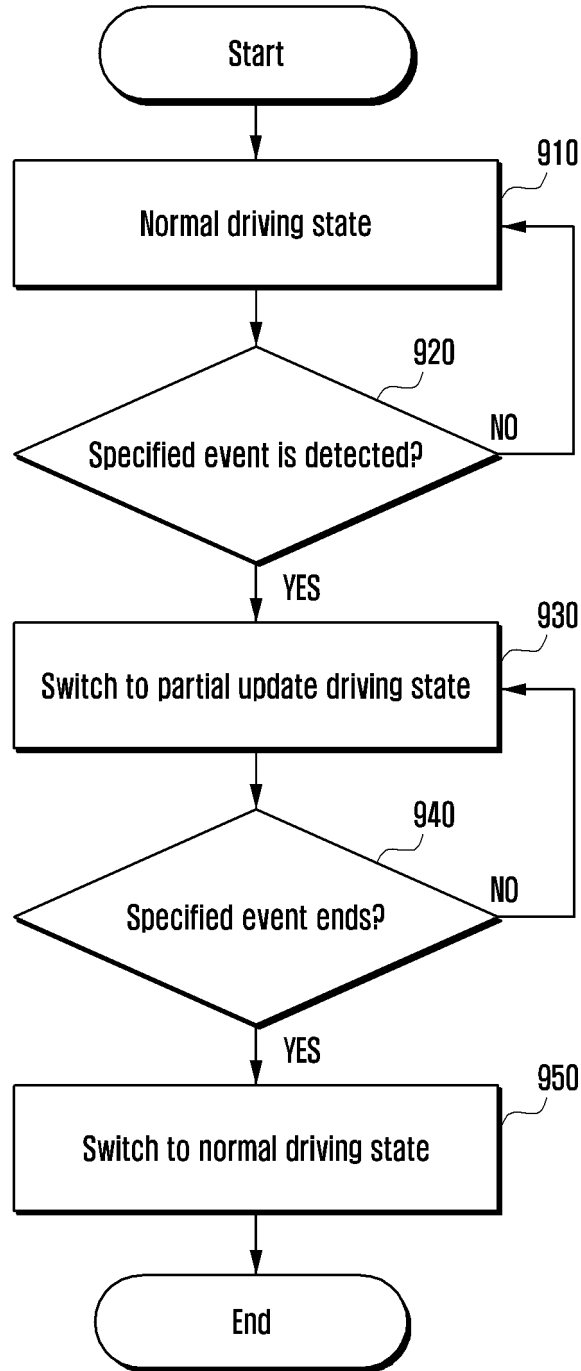 Start
910
Normal driving state
920
Specified event is detected?
NO
YES
930
Switch to partial update driving state
940
Specified event ends?
NO
YES
950
Switch to normal driving state
End